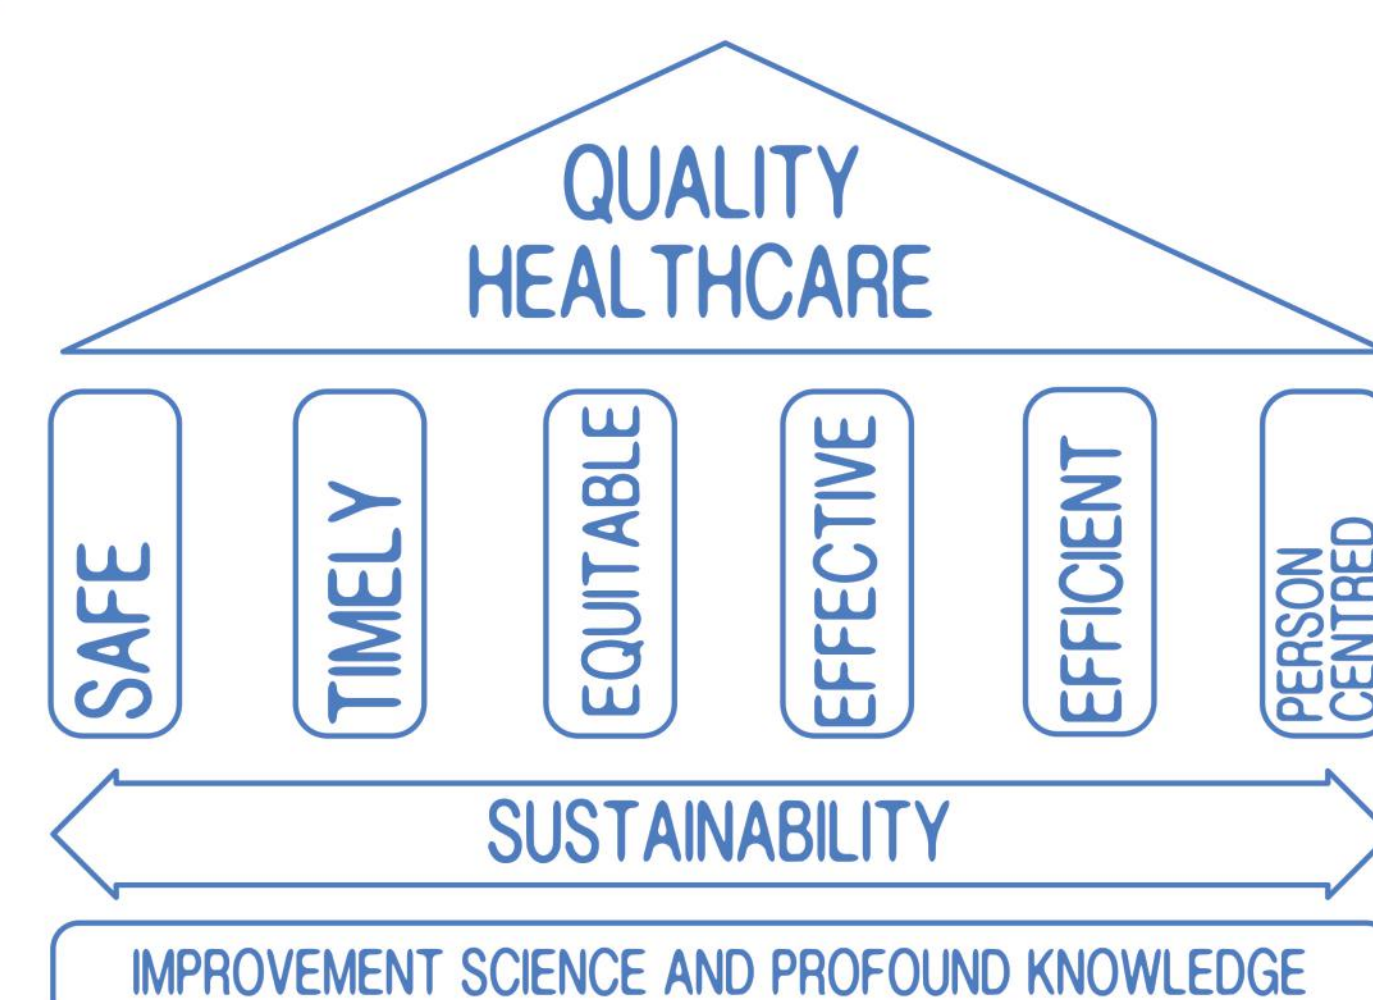 QUALITY
HEALTHCARE
SAFE
TIMELY
EQUITABLE
EFFECTIVE
EFFICIENT
PERSON
CENTRED
SUSTAINABILITY
IMPROVEMENT SCIENCE AND PROFOUND KNOWLEDGE